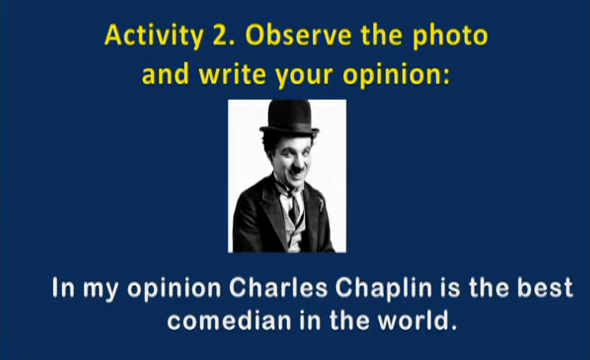 Activity 2. Observe the photo
and write your opinion:
In my opinion Charles Chaplin is the best
comedian in the world.